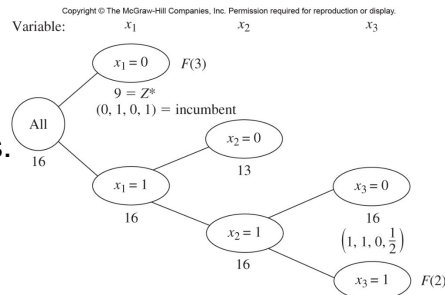 Copyright © The McGraw-Hill Companies, Inc. Permission required for reproduction or display.
Variable: x₁ x₂ x₃
x₁ = 0 F(3)
9 = Z*
(0, 1, 0, 1) = incumbent
All
s.
16
x₂ = 0
13
x₁ = 1
16
x₃ = 0
16
x₂ = 1
16
(1, 1, 0, 1/2)
x₃ = 1 F(2)